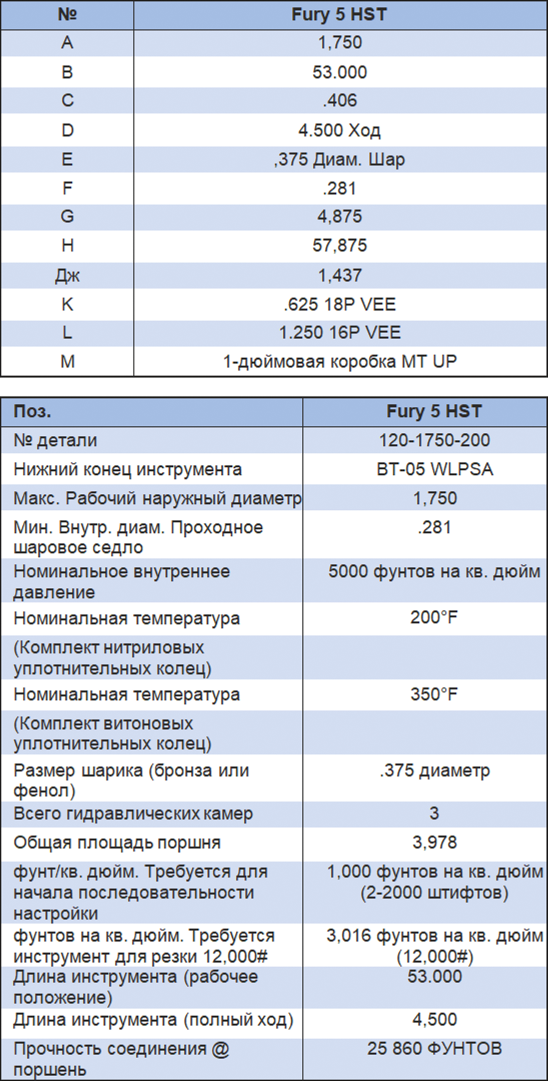 № Fury 5 HST
A 1,750
B 53.000
C .406
D 4.500 Ход
E ,375 Диам. Шар
F .281
G 4,875
H 57,875
Дж 1,437
K .625 18P VEE
L 1.250 16P VEE
M 1-дюймовая коробка MT UP
Поз. Fury 5 HST
№ детали 120-1750-200
Нижний конец инструмента BT-05 WLPSA
Макс. Рабочий наружный диаметр 1,750
Мин. Внутр. диам. Проходное .281
шаровое седло
Номинальное внутреннее 5000 фунтов на кв. дюйм
давление
Номинальная температура 200°F
(Комплект нитриловых
уплотнительных колец)
Номинальная температура 350°F
(Комплект витоновых
уплотнительных колец)
Размер шарика (бронза или .375 диаметр
фенол)
Всего гидравлических камер 3
Общая площадь поршня 3,978
фунт/кв. дюйм. Требуется для 1,000 фунтов на кв. дюйм
начала последовательности (2-2000 штифтов)
настройки
фунтов на кв. дюйм. Требуется 3,016 фунтов на кв. дюйм
инструмент для резки 12,000# (12,000#)
Длина инструмента (рабочее 53.000
положение)
Длина инструмента (полный ход) 4,500
Прочность соединения @ 25 860 ФУНТОВ
поршень